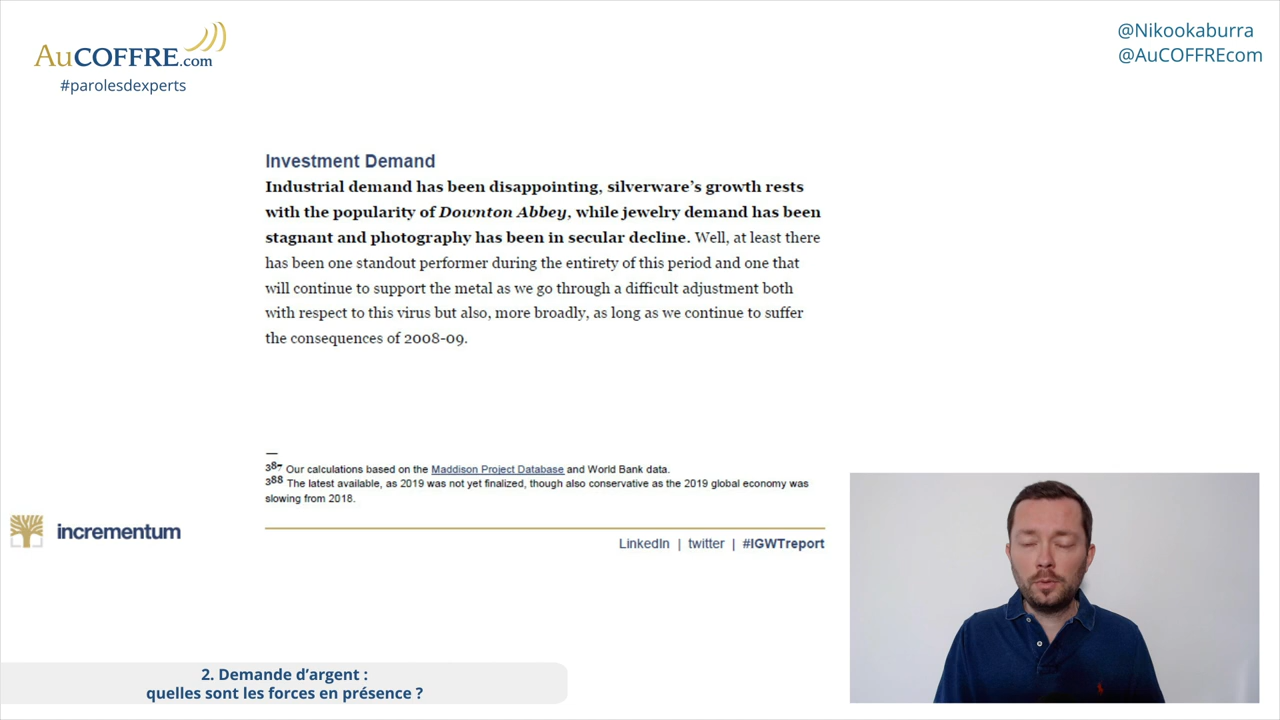 AuCOFFRE.com
#parolesdexperts
@Nikookaburra
@AuCOFFREcom
Investment Demand
Industrial demand has been disappointing, silverware's growth rests
with the popularity of Downton Abbey, while jewelry demand has been
stagnant and photography has been in secular decline. Well, at least there
has been one standout performer during the entirety of this period and one that
will continue to support the metal as we go through a difficult adjustment both
with respect to this virus but also, more broadly, as long as we continue to suffer
the consequences of 2008-09.
387 Our calculations based on the Maddison Project Database and World Bank data.
388 The latest available, as 2019 was not yet finalized, though also conservative as the 2019 global economy was
slowing from 2018.
incrementum
LinkedIn | twitter | #IGWTreport
2. Demande d'argent :
quelles sont les forces en présence ?